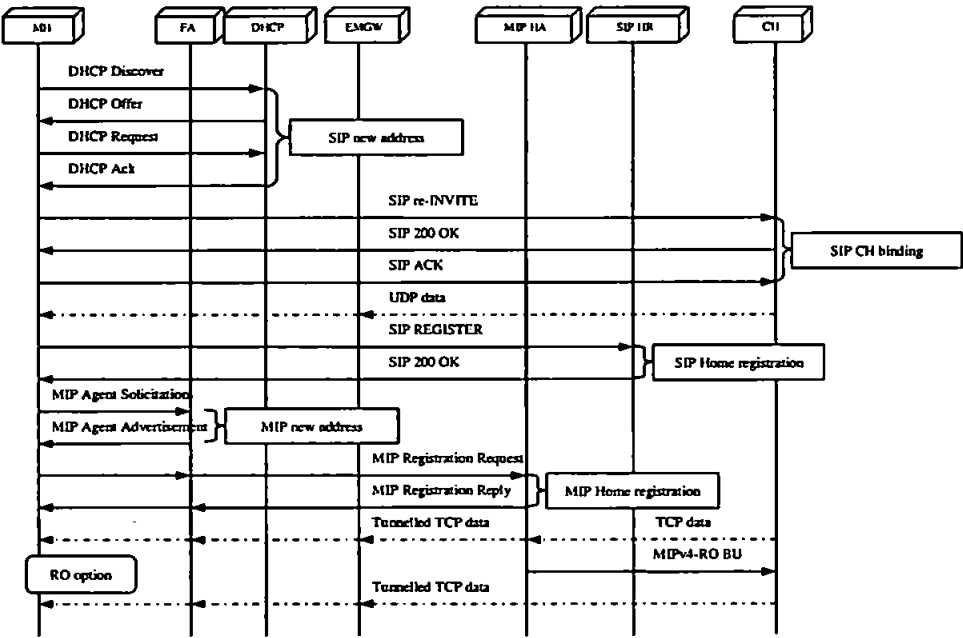 MH FA DHCP EMGW MIP HA SIP HR CH
DHCP Discover
DHCP Offer
DHCP Request
SIP new address
DHCP Ack
SIP re-INVITE
SIP 200 OK
SIP CH binding
SIP ACK
UDP data
SIP REGISTER
SIP 200 OK
SIP Home registration
MIP Agent Solicitation
MIP Agent Advertisement
MIP new address
MIP Registration Request
MIP Registration Reply
MIP Home registration
Tunnelled TCP data TCP data
MIPv4-RO BU
RO option
Tunnelled TCP data